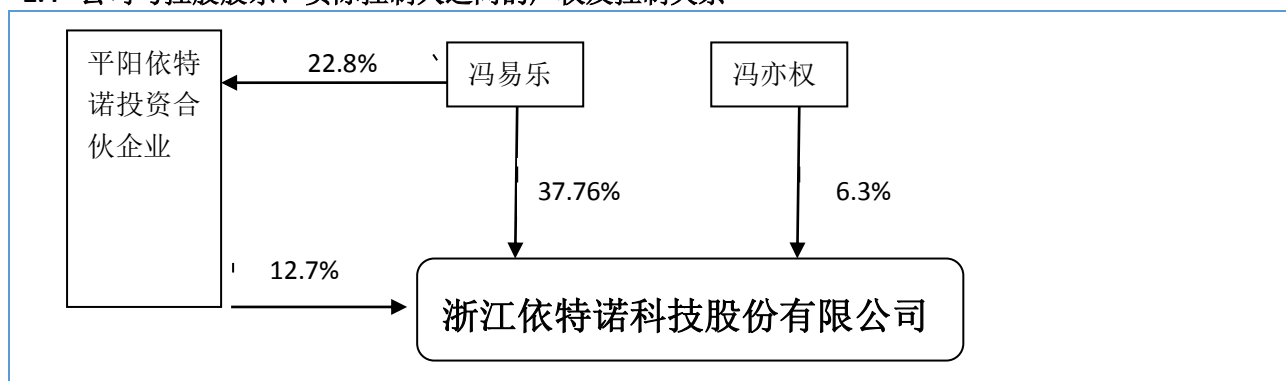 平阳依特
诺投资合
伙企业
22.8%
冯易乐
冯亦权
37.76%
6.3%
12.7%
浙江依特诺科技股份有限公司